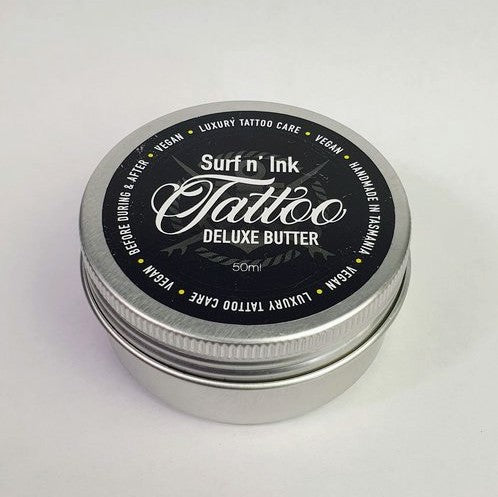 Surf n' Ink
Tattoo
DELUXE BUTTER
50ml
LUXURY TATTOO CARE • VEGAN • HANDMADE IN TASMANIA • VEGAN • LUXURY TATTOO CARE • VEGAN • BEFORE DURING & AFTER • VEGAN •